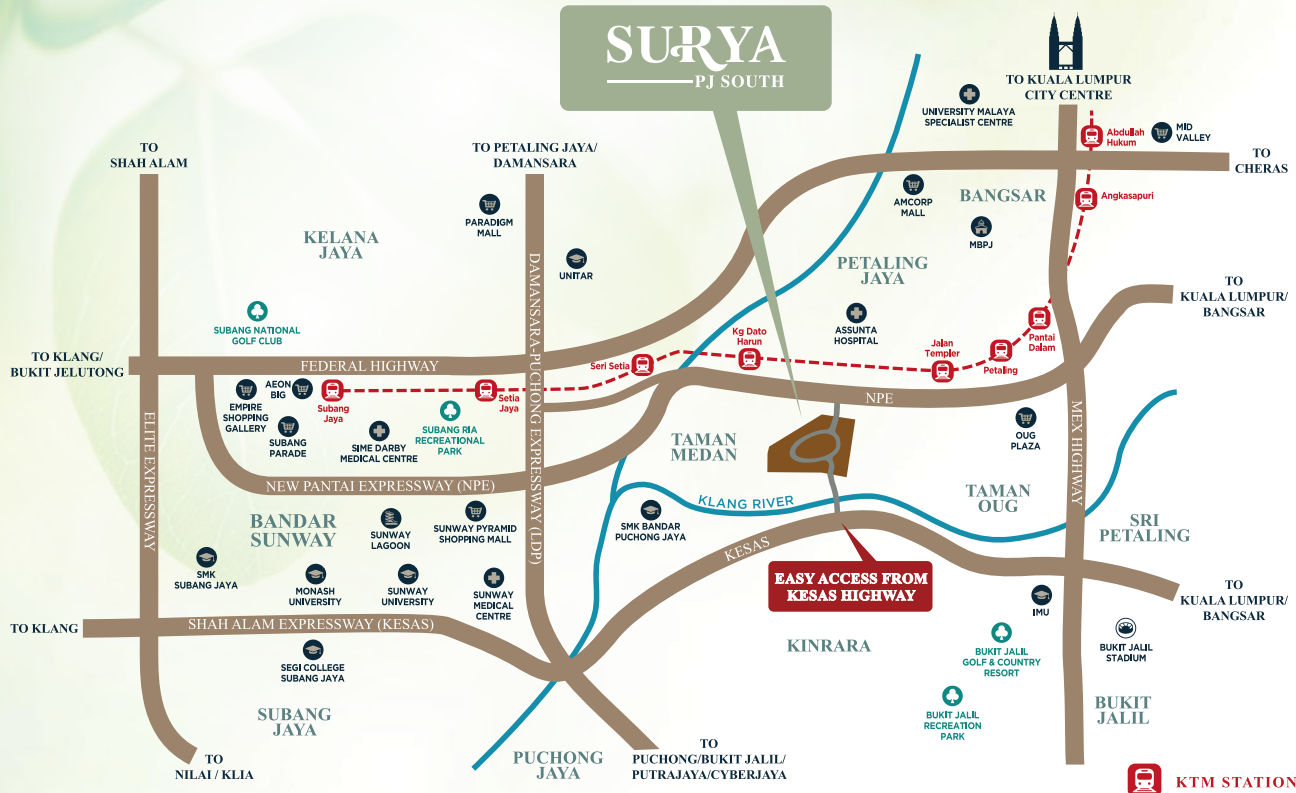 SURYA
PJ SOUTH
TO KUALA LUMPUR
CITY CENTRE
UNIVERSITY MALAYA
SPECIALIST CENTRE
Abdullah
Hukum
MID
VALLEY
TO
SHAH ALAM
TO PETALING JAYA/
DAMANSARA
TO
CHERAS
AMCORP
MALL
BANGSAR
Angkasapuri
PARADIGM
MALL
MBPJ
KELANA
JAYA
UNITAR
PETALING
JAYA
DAMANSARA-PUCHONG EXPRESSWAY (LDP)
TO
KUALA LUMPUR/
BANGSAR
SUBANG NATIONAL
GOLF CLUB
ASSUNTA
HOSPITAL
Kg Dato
Harun
Jalan
Templer
Pantai
Dalam
TO KLANG/
BUKIT JELUTONG
FEDERAL HIGHWAY
Seri Setia
Petaling
EMPIRE
SHOPPING
GALLERY
AEON
BIG
Subang
Jaya
Setia
Jaya
NPE
SUBANG
PARADE
SIME DARBY
MEDICAL CENTRE
SUBANG RIA
RECREATIONAL
PARK
TAMAN
MEDAN
OUG
PLAZA
MEX HIGHWAY
ELITE EXPRESSWAY
NEW PANTAI EXPRESSWAY (NPE)
KLANG RIVER
TAMAN
OUG
BANDAR
SUNWAY
SUNWAY
LAGOON
SUNWAY PYRAMID
SHOPPING MALL
SMK BANDAR
PUCHONG JAYA
SRI
PETALING
KESAS
SMK
SUBANG JAYA
MONASH
UNIVERSITY
SUNWAY
UNIVERSITY
SUNWAY
MEDICAL
CENTRE
EASY ACCESS FROM
KESAS HIGHWAY
IMU
TO
KUALA LUMPUR/
BANGSAR
TO KLANG
SHAH ALAM EXPRESSWAY (KESAS)
KINRARA
BUKIT JALIL
GOLF & COUNTRY
RESORT
BUKIT JALIL
STADIUM
SEGI COLLEGE
SUBANG JAYA
SUBANG
JAYA
BUKIT JALIL
RECREATION
PARK
BUKIT
JALIL
TO
NILAI / KLIA
PUCHONG
JAYA
TO
PUCHONG/BUKIT JALIL/
PUTRAJAYA/CYBERJAYA
KTM STATION